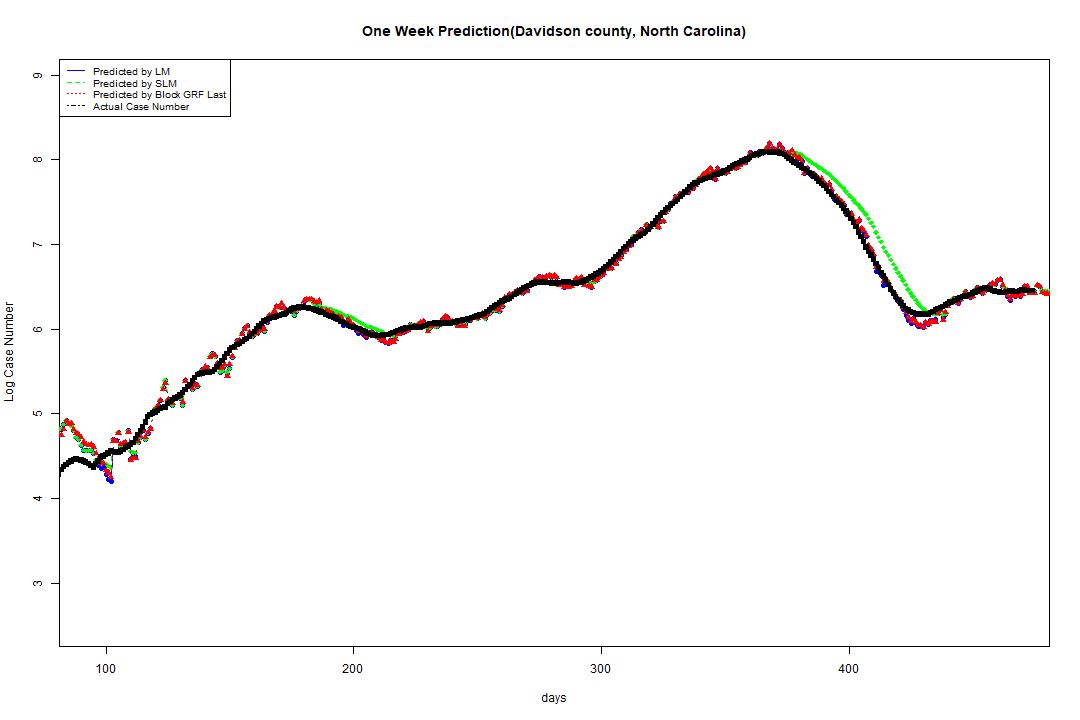 One Week Prediction(Davidson county, North Carolina)
Predicted by LM
Predicted by SLM
Predicted by Block GRF Last
Actual Case Number
9
8
7
6
5
4
3
Log Case Number
100 200 300 400
days